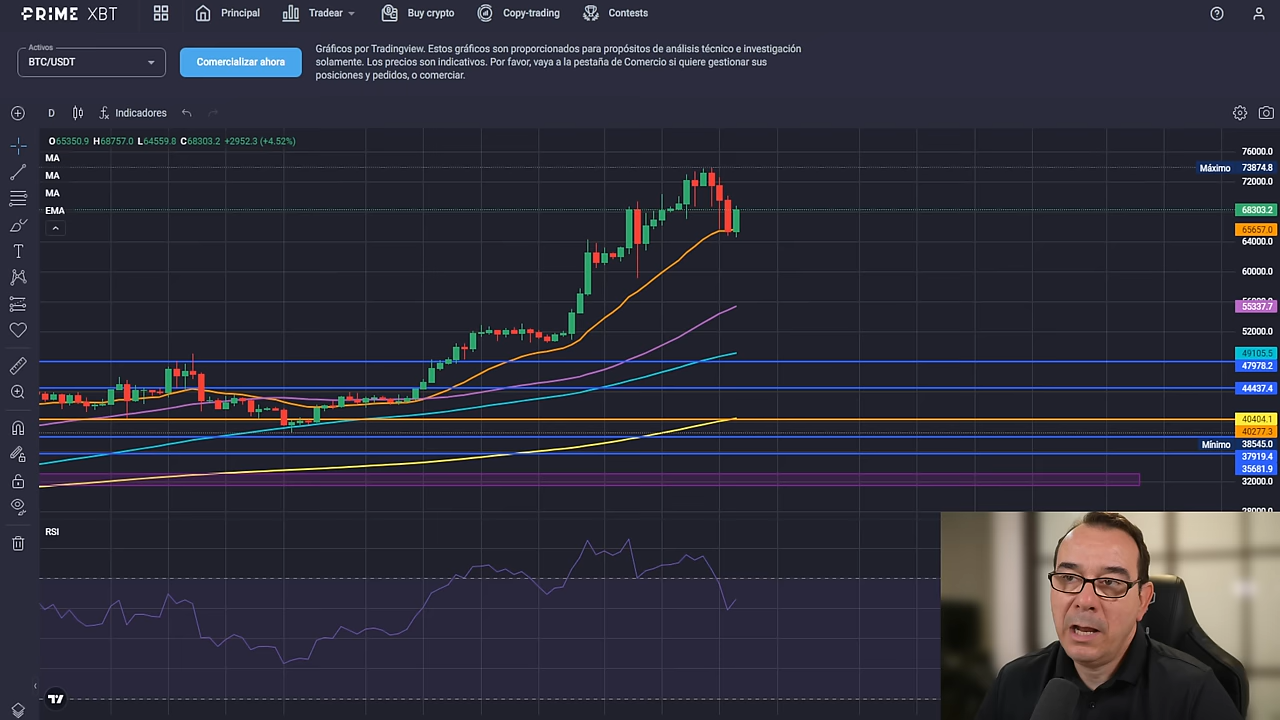 PRIME XBT
Principal
Tradear
Buy crypto
Copy-trading
Contests
Activos
BTC/USDT
Comercializar ahora
Gráficos por Tradingview. Estos gráficos son proporcionados para propósitos de análisis técnico e investigación
solamente. Los precios son indicativos. Por favor, vaya a la pestaña de Comercio si quiere gestionar sus
posiciones y pedidos, o comerciar.
D
Indicadores
O65350.9 H68757.0 L64559.8 C68303.2 +2952.3 (+4.52%)
MA
MA
MA
EMA
76000.0
Máximo 73874.8
72000.0
68303.2
65657.0
64000.0
60000.0
55337.7
52000.0
49105.5
47978.2
44437.4
40404.1
40277.3
Mínimo 38545.0
37919.4
35681.9
32000.0
28000.0
RSI